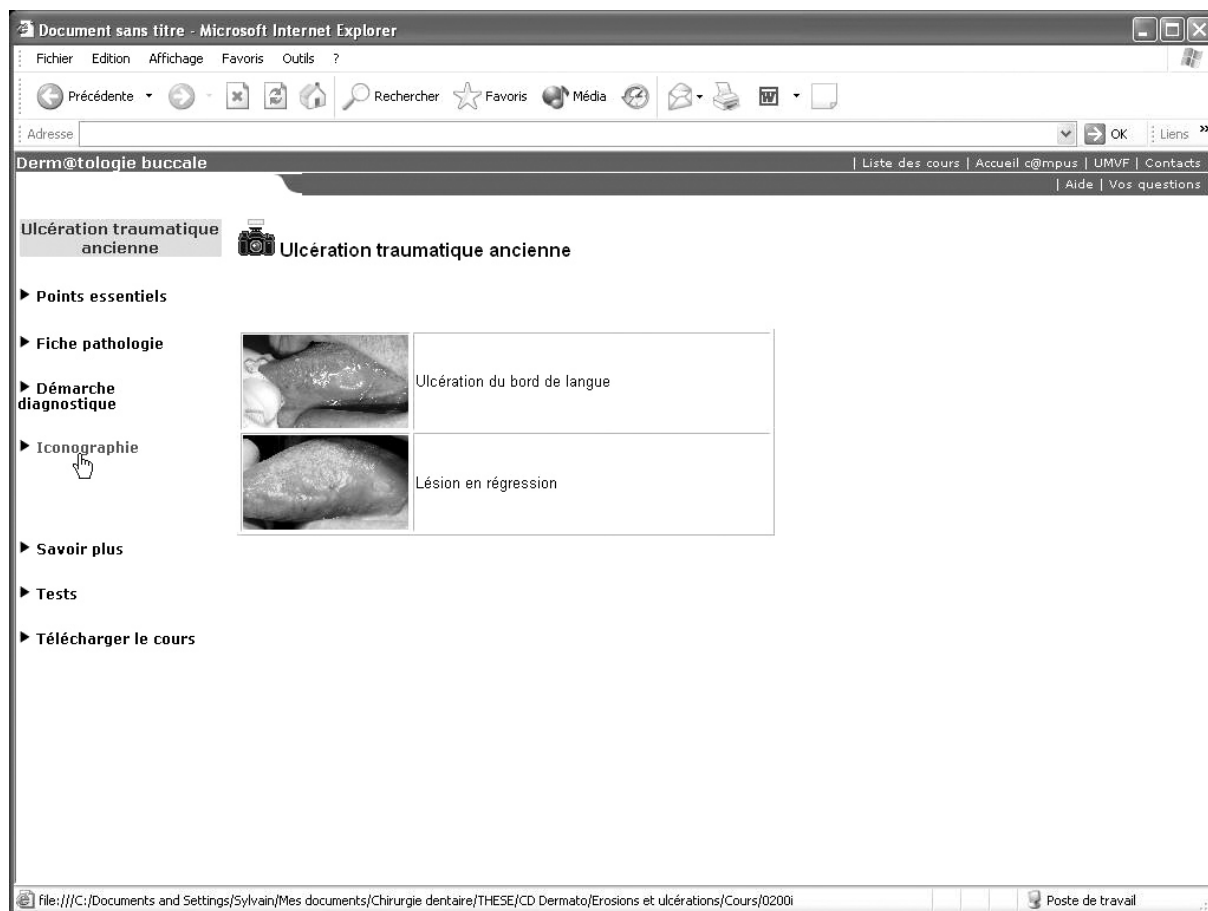 Document sans titre - Microsoft Internet Explorer
Fichier Edition Affichage Favoris Outils ?
Précédente Rechercher Favoris Média
Adresse OK Liens »
Derm@tologie buccale | Liste des cours | Accueil c@mpus | UMVF | Contacts
| Aide | Vos questions
Ulcération traumatique
ancienne
Ulcération traumatique ancienne
Points essentiels
Fiche pathologie
Démarche
diagnostique
Iconographie
Savoir plus
Tests
Télécharger le cours
Ulcération du bord de langue
Lésion en régression
file:///C:/Documents and Settings/Sylvain/Mes documents/Chirurgie dentaire/THESE/CD Dermato/Erosions et ulcérations/Cours/0200i Poste de travail